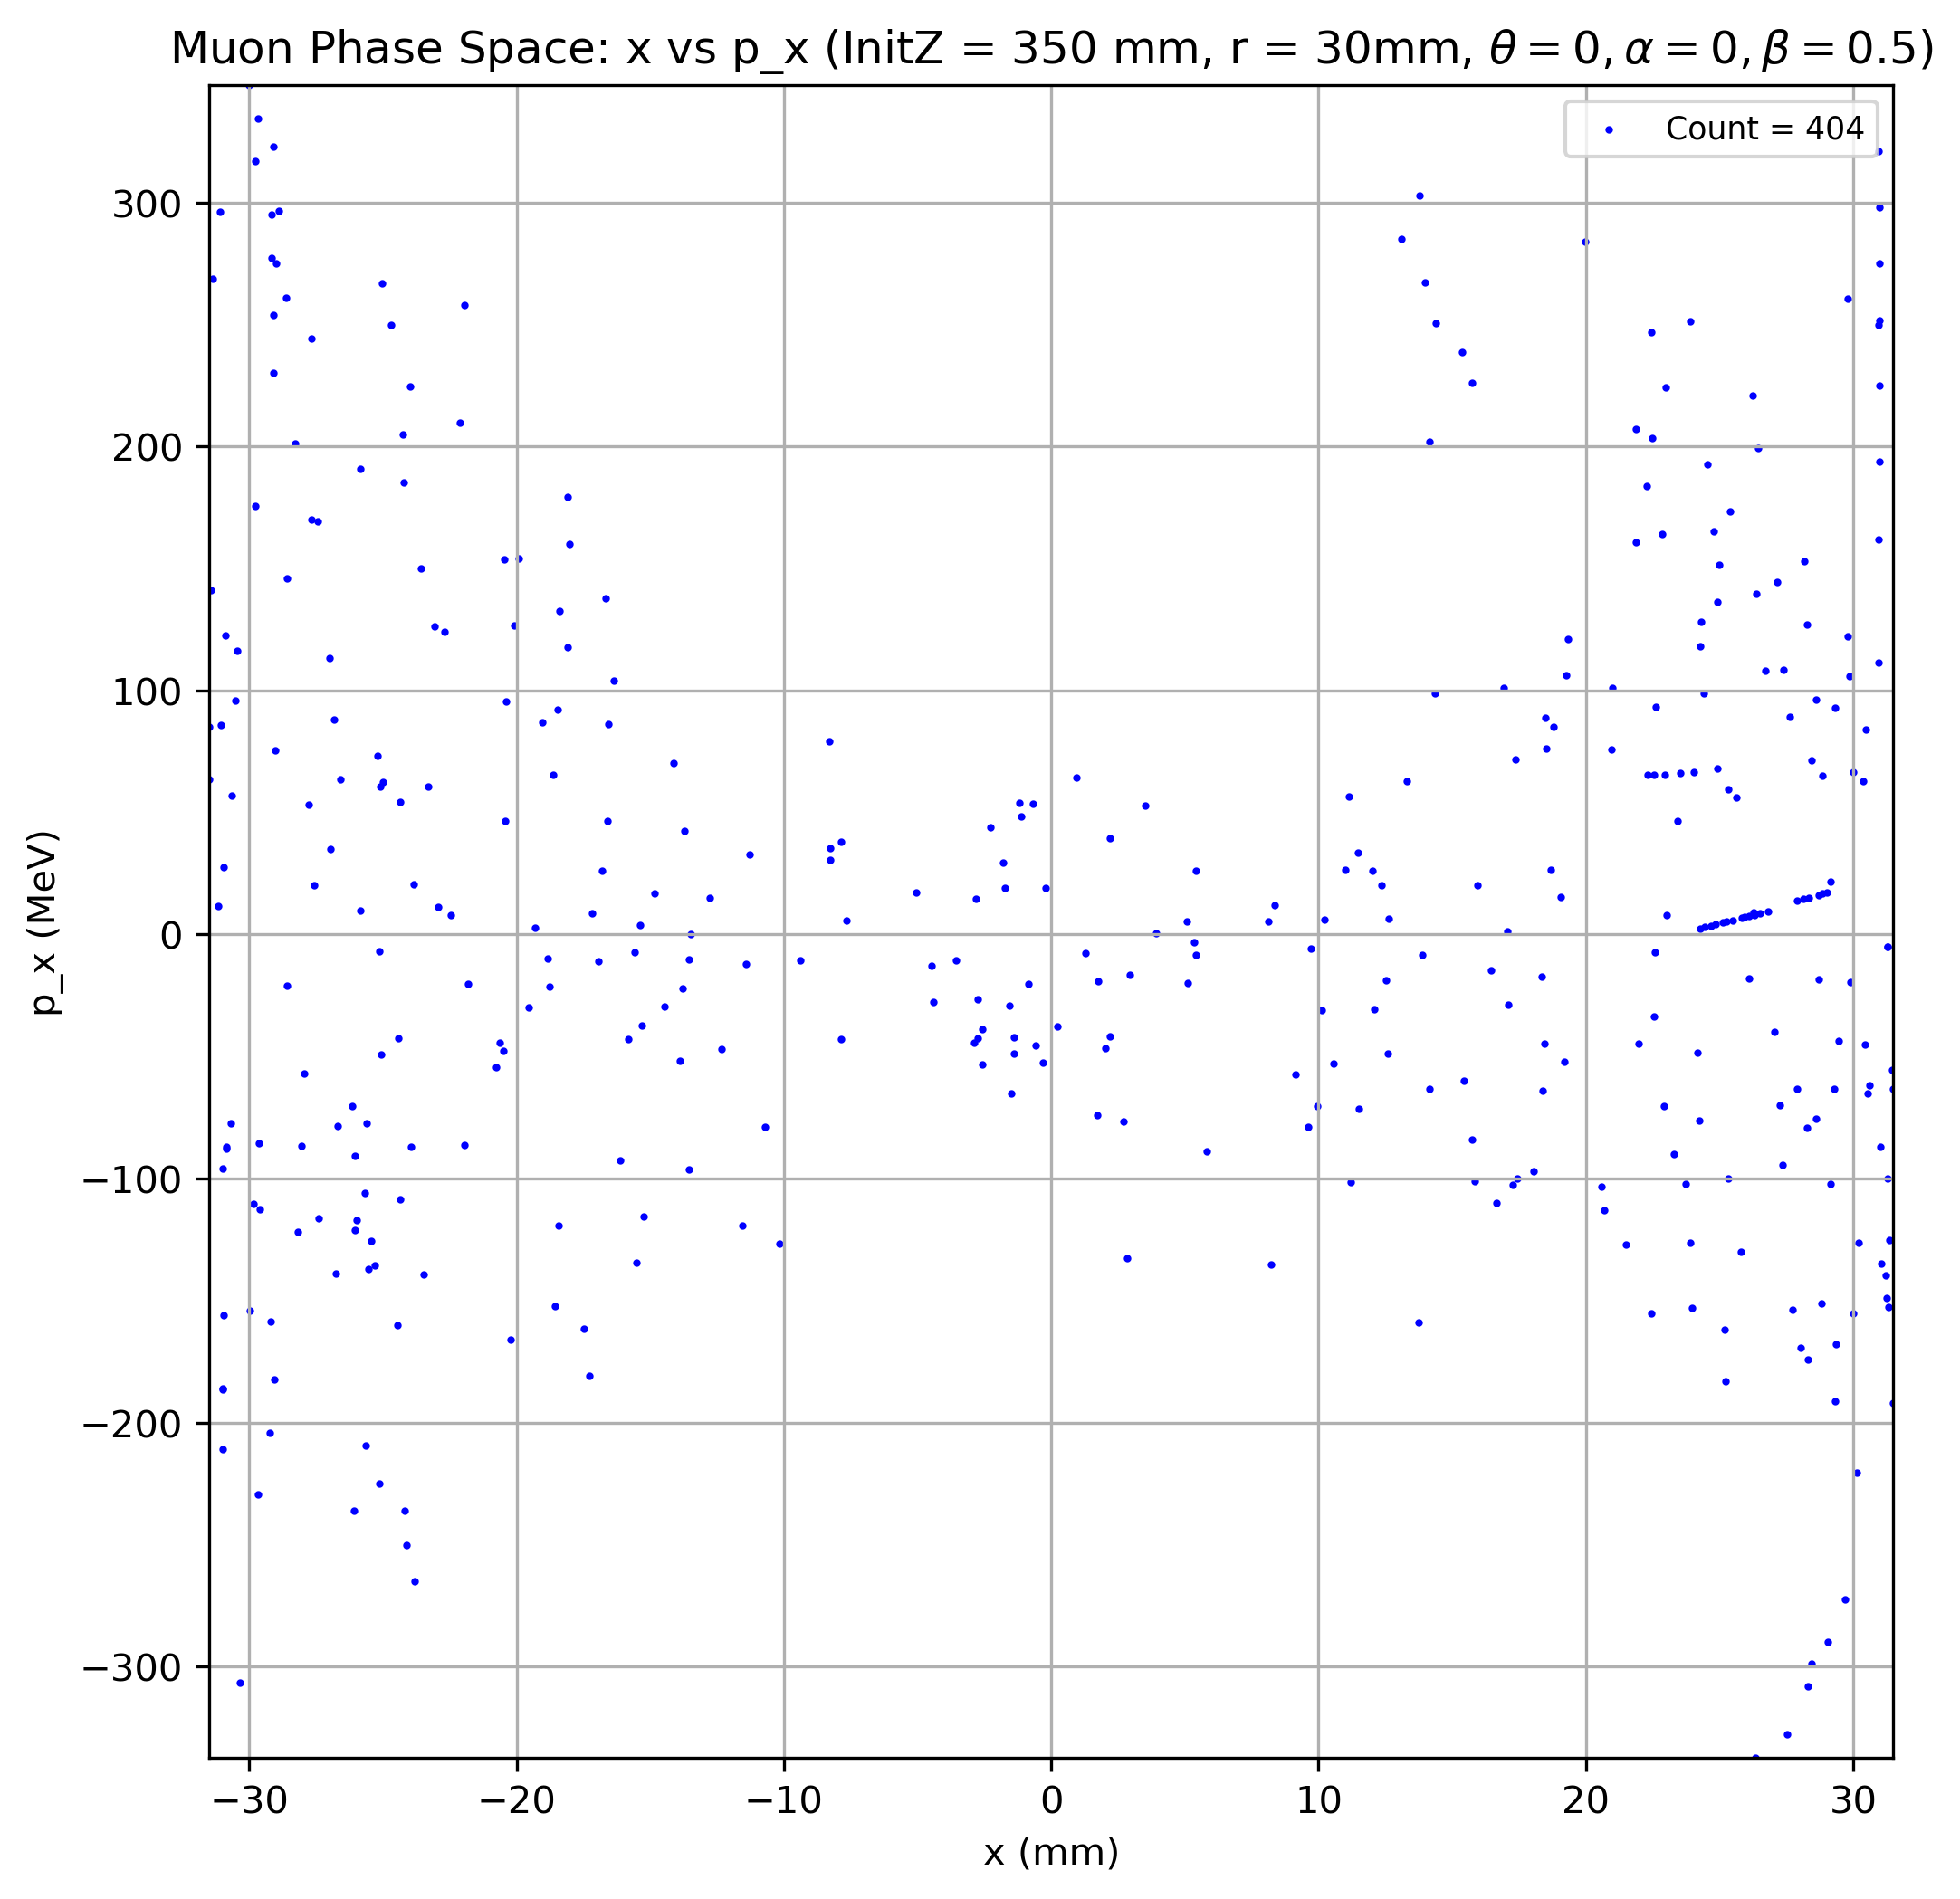 Muon Phase Space: x vs p_x (InitZ = 350 mm, r = 30mm, θ = 0, α = 0, β = 0.5)
Count = 404
300
200
100
0
−100
−200
−300
p_x (MeV)
−30 −20 −10 0 10 20 30
x (mm)